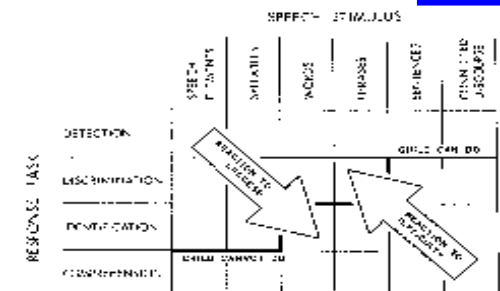 SPEECH STIMULUS
SPEECH ELEMENTS
SYLLABLES
WORDS
PHRASES
SENTENCES
CONNECTED DISCOURSE
RESPONSE TASK
DETECTION
CHILD CAN DO
REACTION TO SUCCESS
DISCRIMINATION
IDENTIFICATION
REACTION TO DIFFICULTY
CHILD CANNOT DO
COMPREHENSION